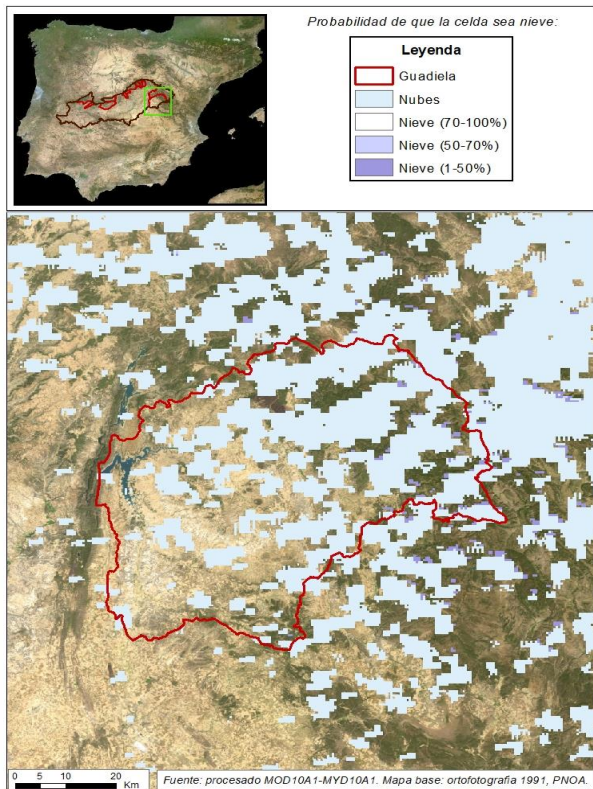 Probabilidad de que la celda sea nieve:
Leyenda
Guadiela
Nubes
Nieve (70-100%)
Nieve (50-70%)
Nieve (1-50%)
0 5 10 20
Km
Fuente: procesado MOD10A1-MYD10A1. Mapa base: ortofotografia 1991, PNOA.